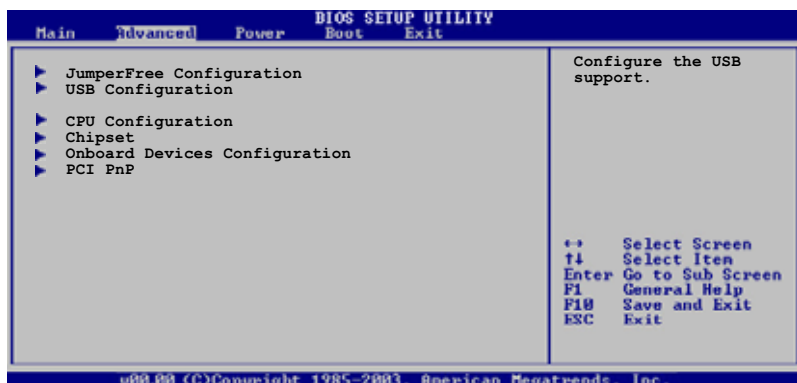 BIOS SETUP UTILITY
Main Advanced Power Boot Exit
JumperFree Configuration
USB Configuration
CPU Configuration
Chipset
Onboard Devices Configuration
PCI PnP
Configure the USB
support.
↔ Select Screen
↑↓ Select Item
Enter Go to Sub Screen
F1 General Help
F10 Save and Exit
ESC Exit
v00.00 (C)Copyright 1985-2003, American Megatrends, Inc.